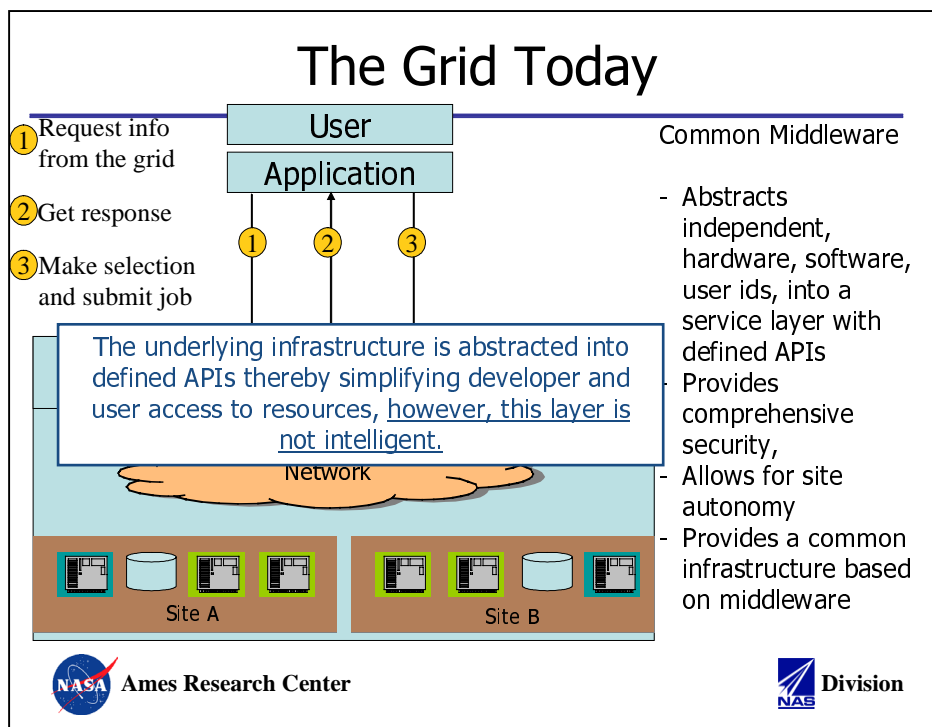 The Grid Today
1 Request info
from the grid
2 Get response
3 Make selection
and submit job
User
Application
1
2
3
The underlying infrastructure is abstracted into
defined APIs thereby simplifying developer and
user access to resources, however, this layer is
not intelligent.
Network
Site A
Site B
Common Middleware
- Abstracts
independent,
hardware, software,
user ids, into a
service layer with
defined APIs
- Provides
comprehensive
security,
- Allows for site
autonomy
- Provides a common
infrastructure based
on middleware
NASA
Ames Research Center
NAS
Division